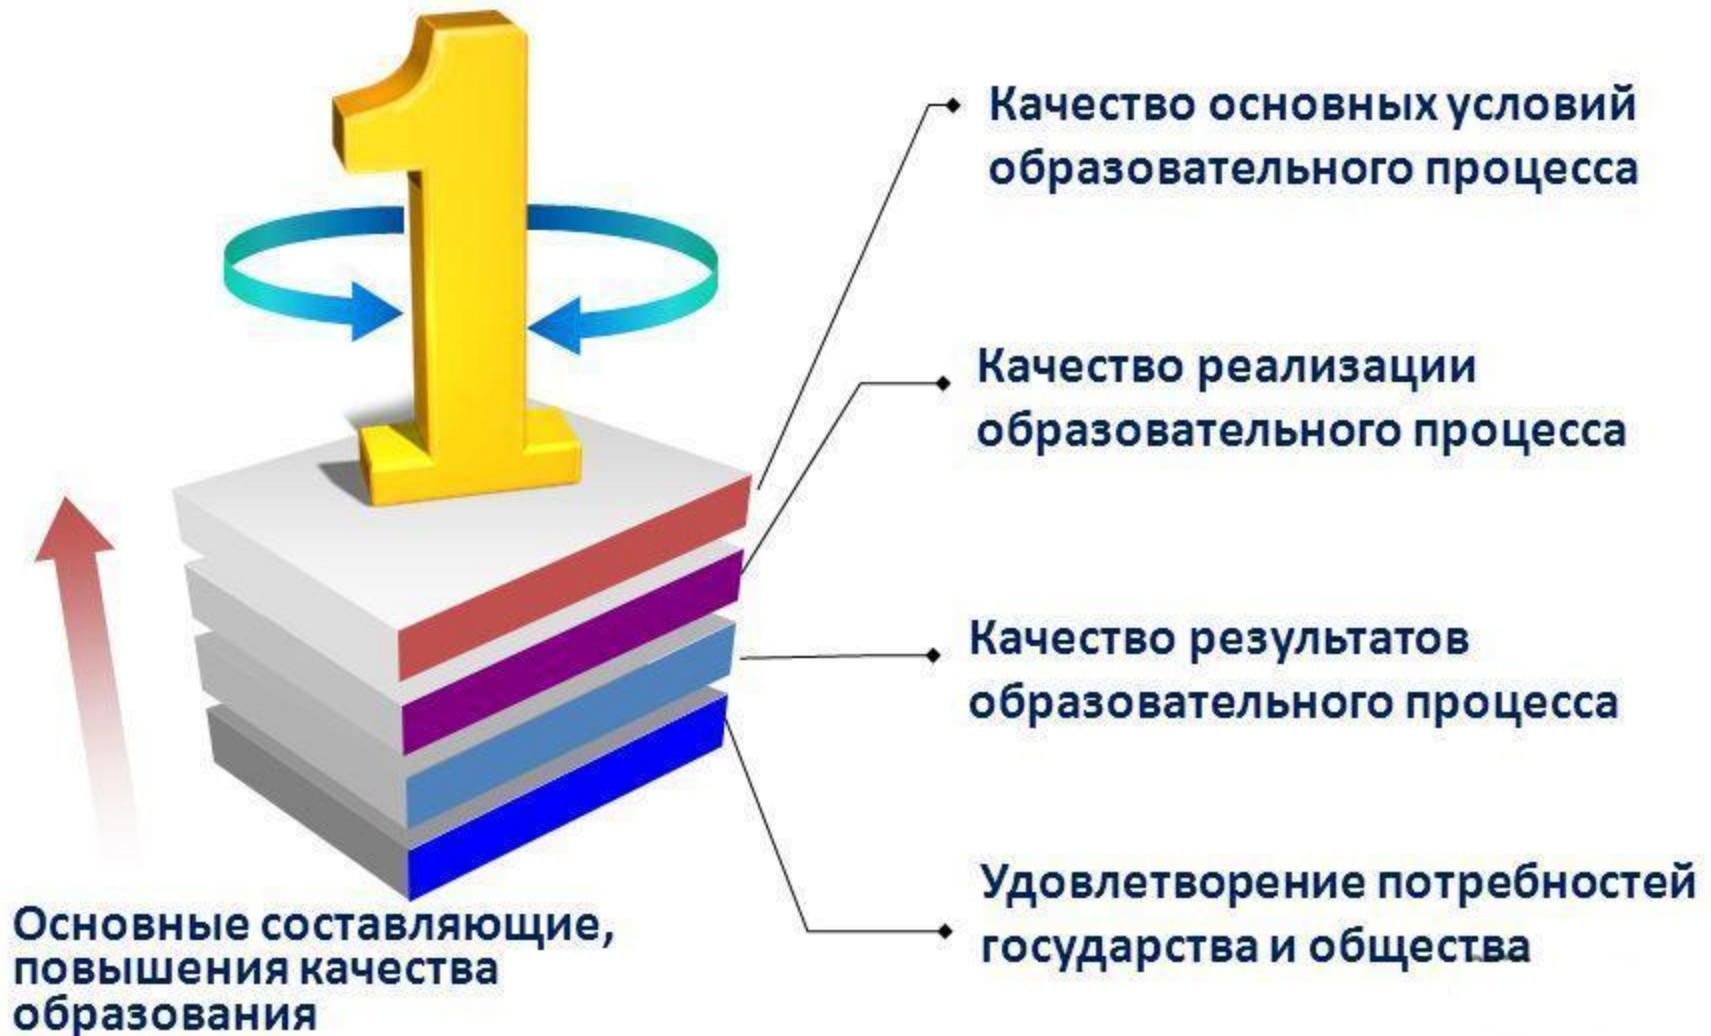 1
Качество основных условий
образовательного процесса
Качество реализации
образовательного процесса
Качество результатов
образовательного процесса
Удовлетворение потребностей
государства и общества
Основные составляющие,
повышения качества
образования